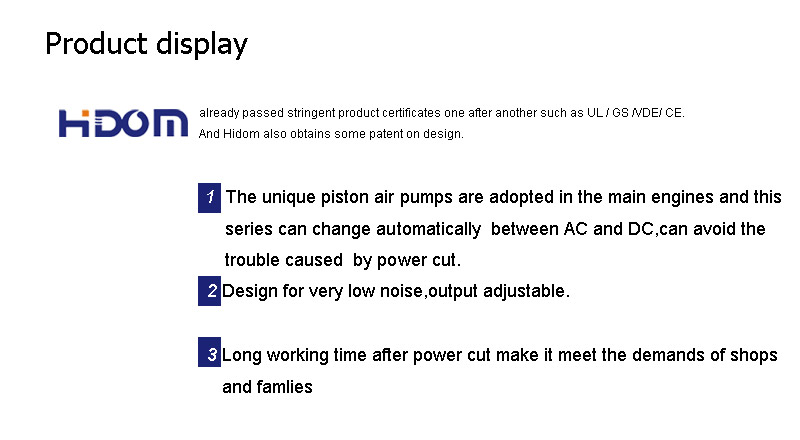 Product display
HIDOM already passed stringent product certificates one after another such as UL / GS /VDE/ CE.
And Hidom also obtains some patent on design.
1 The unique piston air pumps are adopted in the main engines and this
series can change automatically between AC and DC,can avoid the
trouble caused by power cut.
2 Design for very low noise,output adjustable.
3 Long working time after power cut make it meet the demands of shops
and famlies